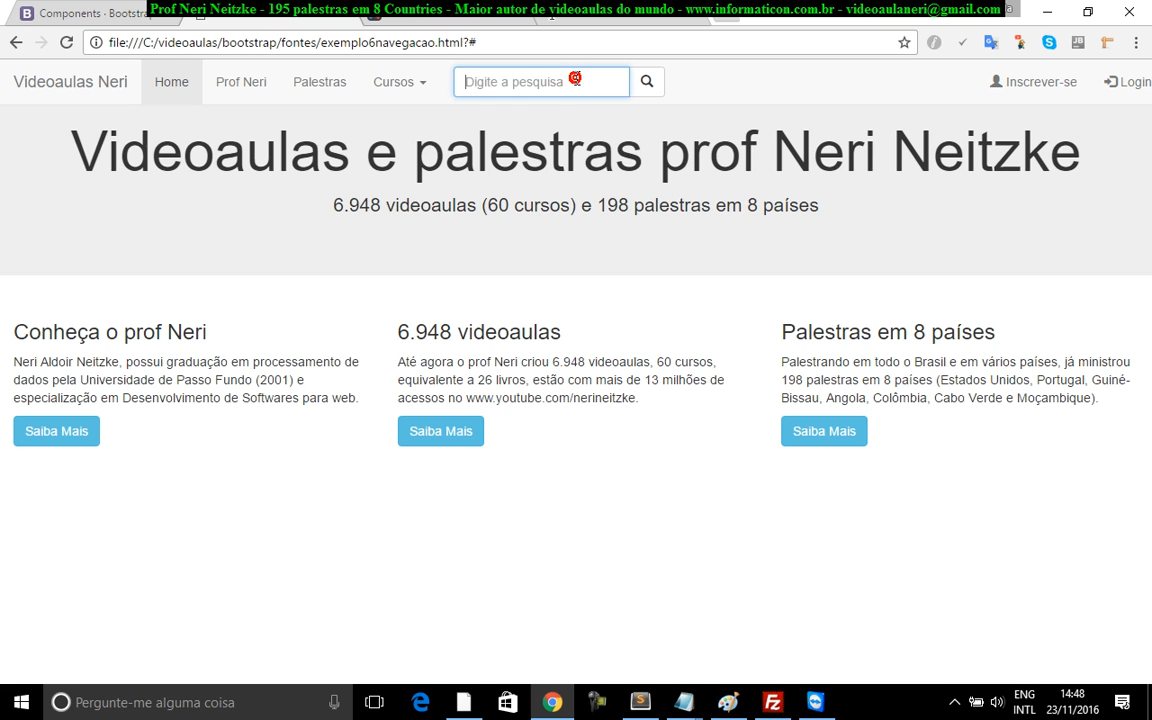 Prof Neri Neitzke - 195 palestras em 8 Countries - Maior autor de videoaulas do mundo - www.informaticon.com.br - videoaulaneri@gmail.com
Components · Bootstrap
file:///C:/videoaulas/bootstrap/fontes/exemplo6navegacao.html?#
Videoaulas Neri Home Prof Neri Palestras Cursos Digite a pesquisa Inscrever-se Login
Videoaulas e palestras prof Neri Neitzke
6.948 videoaulas (60 cursos) e 198 palestras em 8 países
Conheça o prof Neri
Neri Aldoir Neitzke, possui graduação em processamento de
dados pela Universidade de Passo Fundo (2001) e
especialização em Desenvolvimento de Softwares para web.
Saiba Mais
6.948 videoaulas
Até agora o prof Neri criou 6.948 videoaulas, 60 cursos,
equivalente a 26 livros, estão com mais de 13 milhões de
acessos no www.youtube.com/nerineitzke.
Saiba Mais
Palestras em 8 países
Palestrando em todo o Brasil e em vários países, já ministrou
198 palestras em 8 países (Estados Unidos, Portugal, Guiné-
Bissau, Angola, Colômbia, Cabo Verde e Moçambique).
Saiba Mais
Pergunte-me alguma coisa
ENG
INTL
14:48
23/11/2016